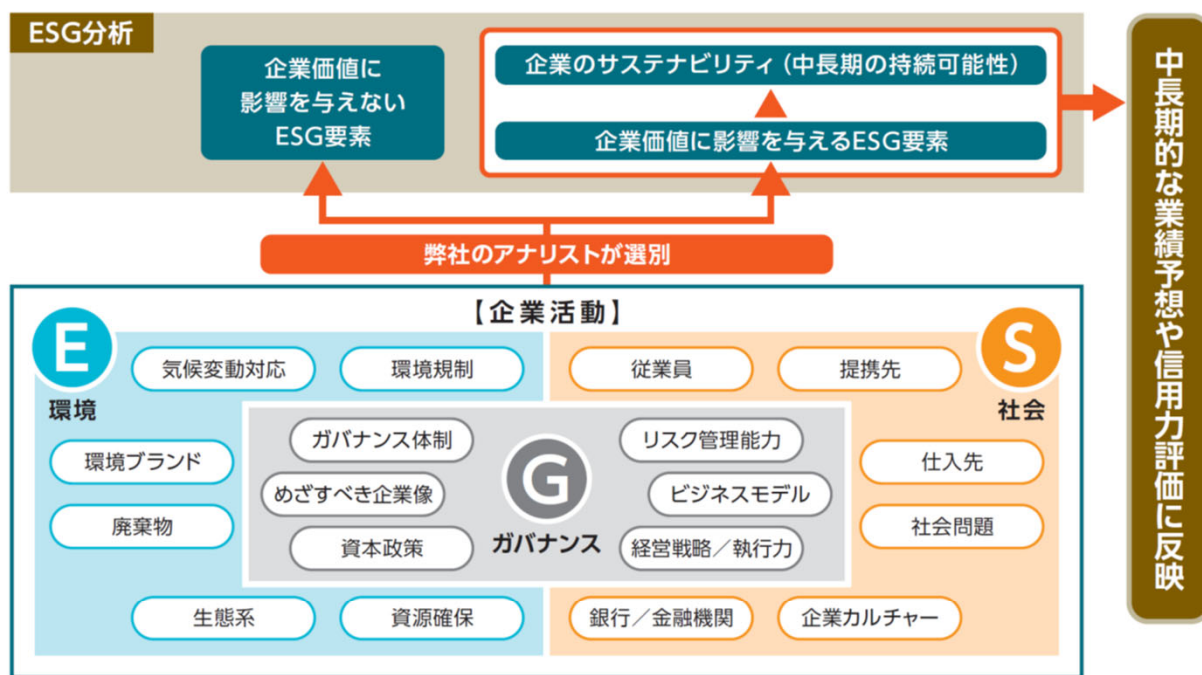 ESG分析
企業価値に
影響を与えない
ESG要素
企業のサステナビリティ（中長期の持続可能性）
企業価値に影響を与えるESG要素
中長期的な業績予想や信用力評価に反映
弊社のアナリストが選別
【企業活動】
E
環境
S
社会
気候変動対応
環境規制
従業員
提携先
環境ブランド
廃棄物
ガバナンス体制
めざすべき企業像
資本政策
G
ガバナンス
リスク管理能力
ビジネスモデル
経営戦略／執行力
仕入先
社会問題
生態系
資源確保
銀行／金融機関
企業カルチャー